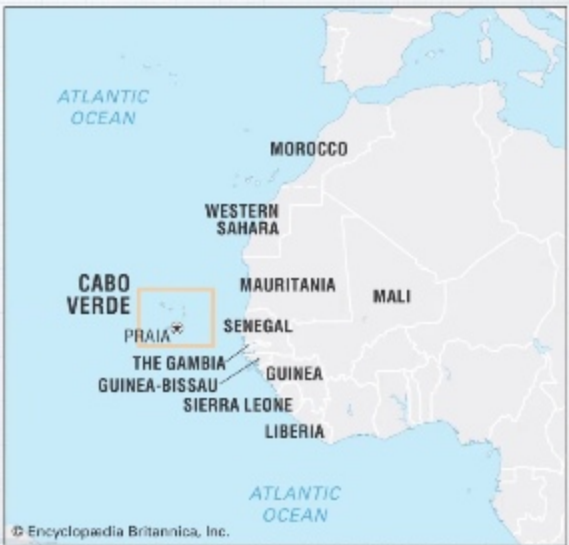 ATLANTIC
OCEAN
MOROCCO
WESTERN
SAHARA
CABO
VERDE
MAURITANIA
MALI
PRAIA
SENEGAL
THE GAMBIA
GUINEA-BISSAU
GUINEA
SIERRA LEONE
LIBERIA
ATLANTIC
OCEAN
© Encyclopædia Britannica, Inc.